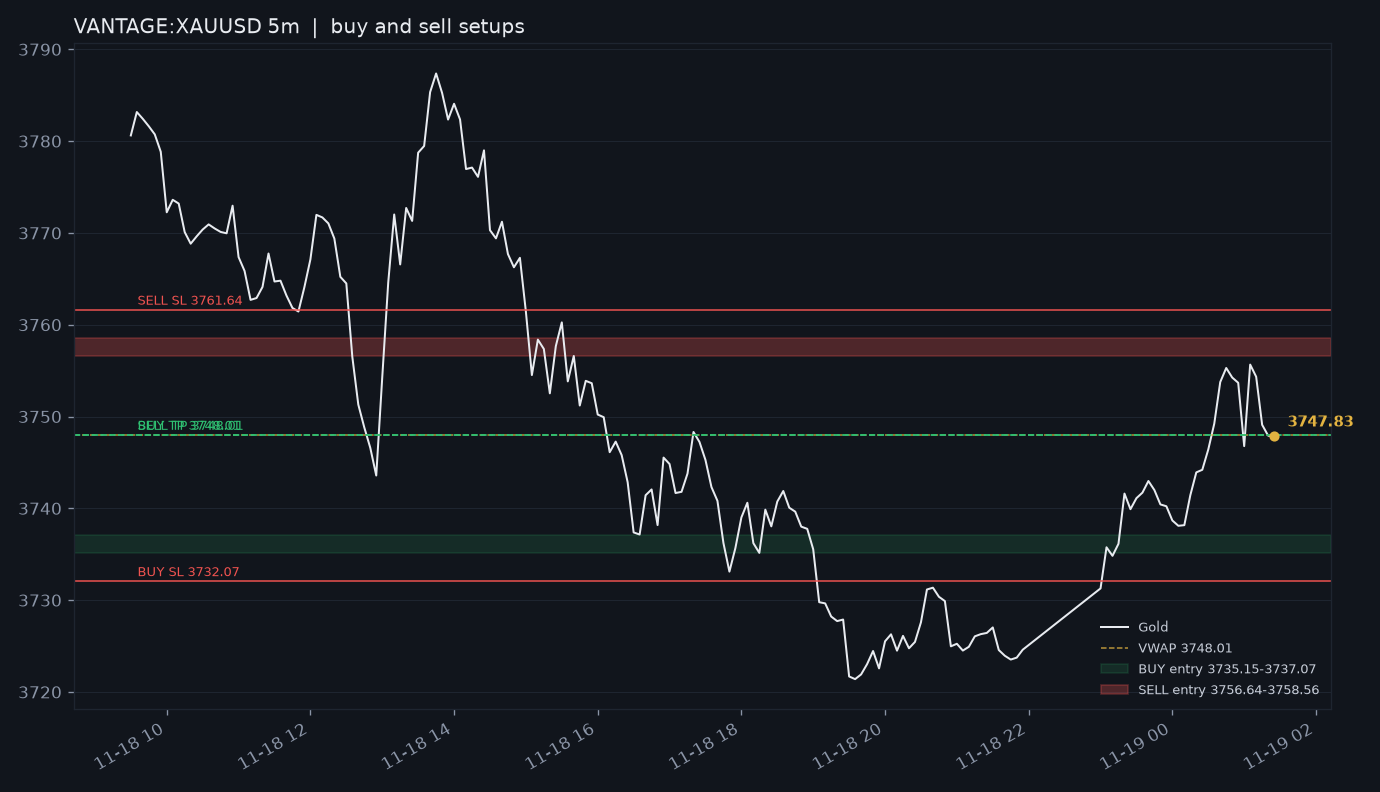 VANTAGE:XAUUSD 5m | buy and sell setups
3790
3780
3770
SELL SL 3761.64
3760
3750
3747.83
3740
BUY SL 3732.07
3730
3720
Gold
VWAP 3748.01
BUY entry 3735.15-3737.07
SELL entry 3756.64-3758.56
11-18 10
11-18 12
11-18 14
11-18 16
11-18 18
11-18 20
11-18 22
11-19 00
11-19 02